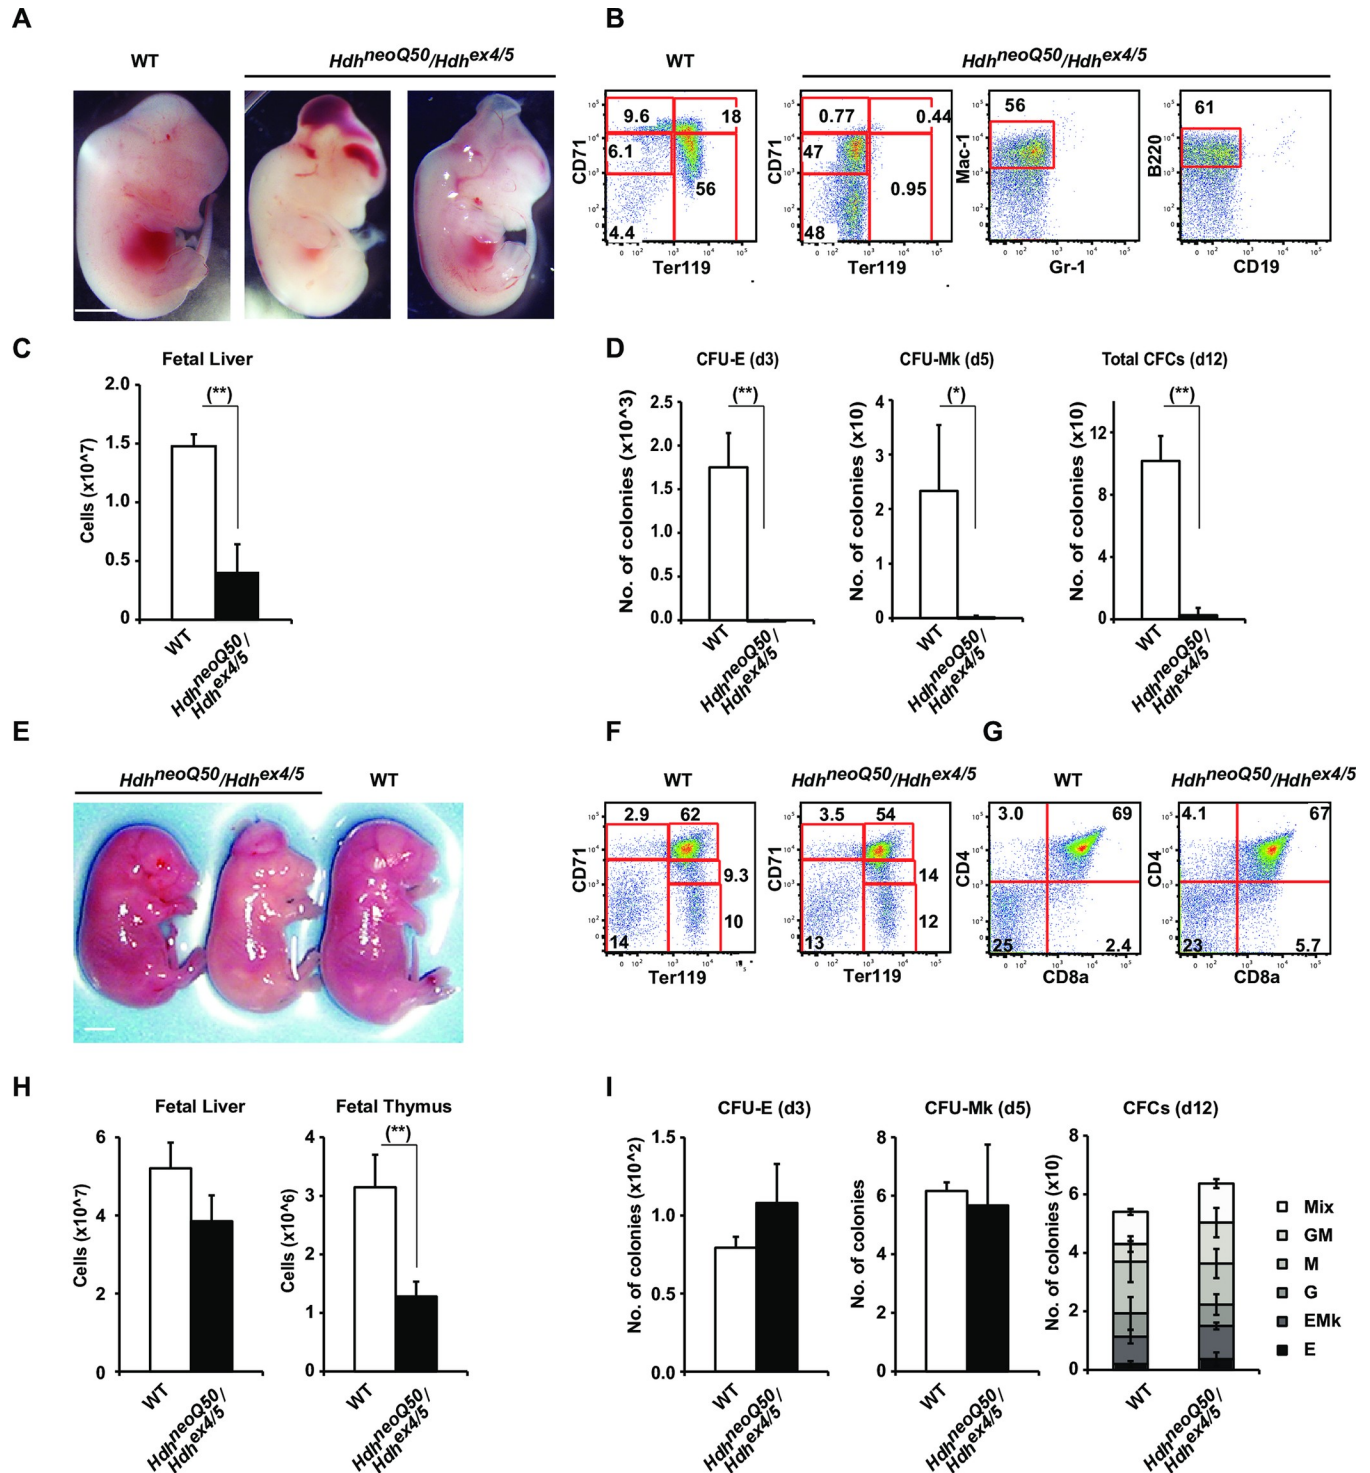 A
WT
Hdh^neoQ50/Hdh^ex4/5
B
WT
Hdh^neoQ50/Hdh^ex4/5
9.6
18
6.1
56
4.4
CD71
Ter119
0.77
0.44
47
0.95
48
CD71
Ter119
56
Mac-1
Gr-1
61
B220
CD19
C
Fetal Liver
(**)
2.0
1.5
1.0
0.5
0
Cells (x10^7)
WT
Hdh^neoQ50/
Hdh^ex4/5
D
CFU-E (d3)
(**)
2.5
2.0
1.5
1.0
0.5
0.0
No. of colonies (x10^3)
WT
Hdh^neoQ50/
Hdh^ex4/5
CFU-Mk (d5)
(*)
4
3
2
1
0
No. of colonies (x10)
WT
Hdh^neoQ50/
Hdh^ex4/5
Total CFCs (d12)
(**)
12
8
4
0
No. of colonies (x10)
WT
Hdh^neoQ50/
Hdh^ex4/5
E
Hdh^neoQ50/Hdh^ex4/5
WT
F
WT
2.9
62
9.3
10
14
CD71
Ter119
Hdh^neoQ50/Hdh^ex4/5
3.5
54
14
12
13
CD71
Ter119
G
WT
3.0
69
25
2.4
CD4
CD8a
Hdh^neoQ50/Hdh^ex4/5
4.1
67
23
5.7
CD4
CD8a
H
Fetal Liver
6
4
2
0
Cells (x10^7)
WT
Hdh^neoQ50/
Hdh^ex4/5
Fetal Thymus
(**)
4
3
2
1
0
Cells (x10^6)
WT
Hdh^neoQ50/
Hdh^ex4/5
I
CFU-E (d3)
1.5
1.0
0.5
0.0
No. of colonies (x10^2)
WT
Hdh^neoQ50/
Hdh^ex4/5
CFU-Mk (d5)
8
6
4
2
0
No. of colonies
WT
Hdh^neoQ50/
Hdh^ex4/5
CFCs (d12)
8
6
4
2
0
No. of colonies (x10)
WT
Hdh^neoQ50/
Hdh^ex4/5
Mix
GM
M
G
EMk
E